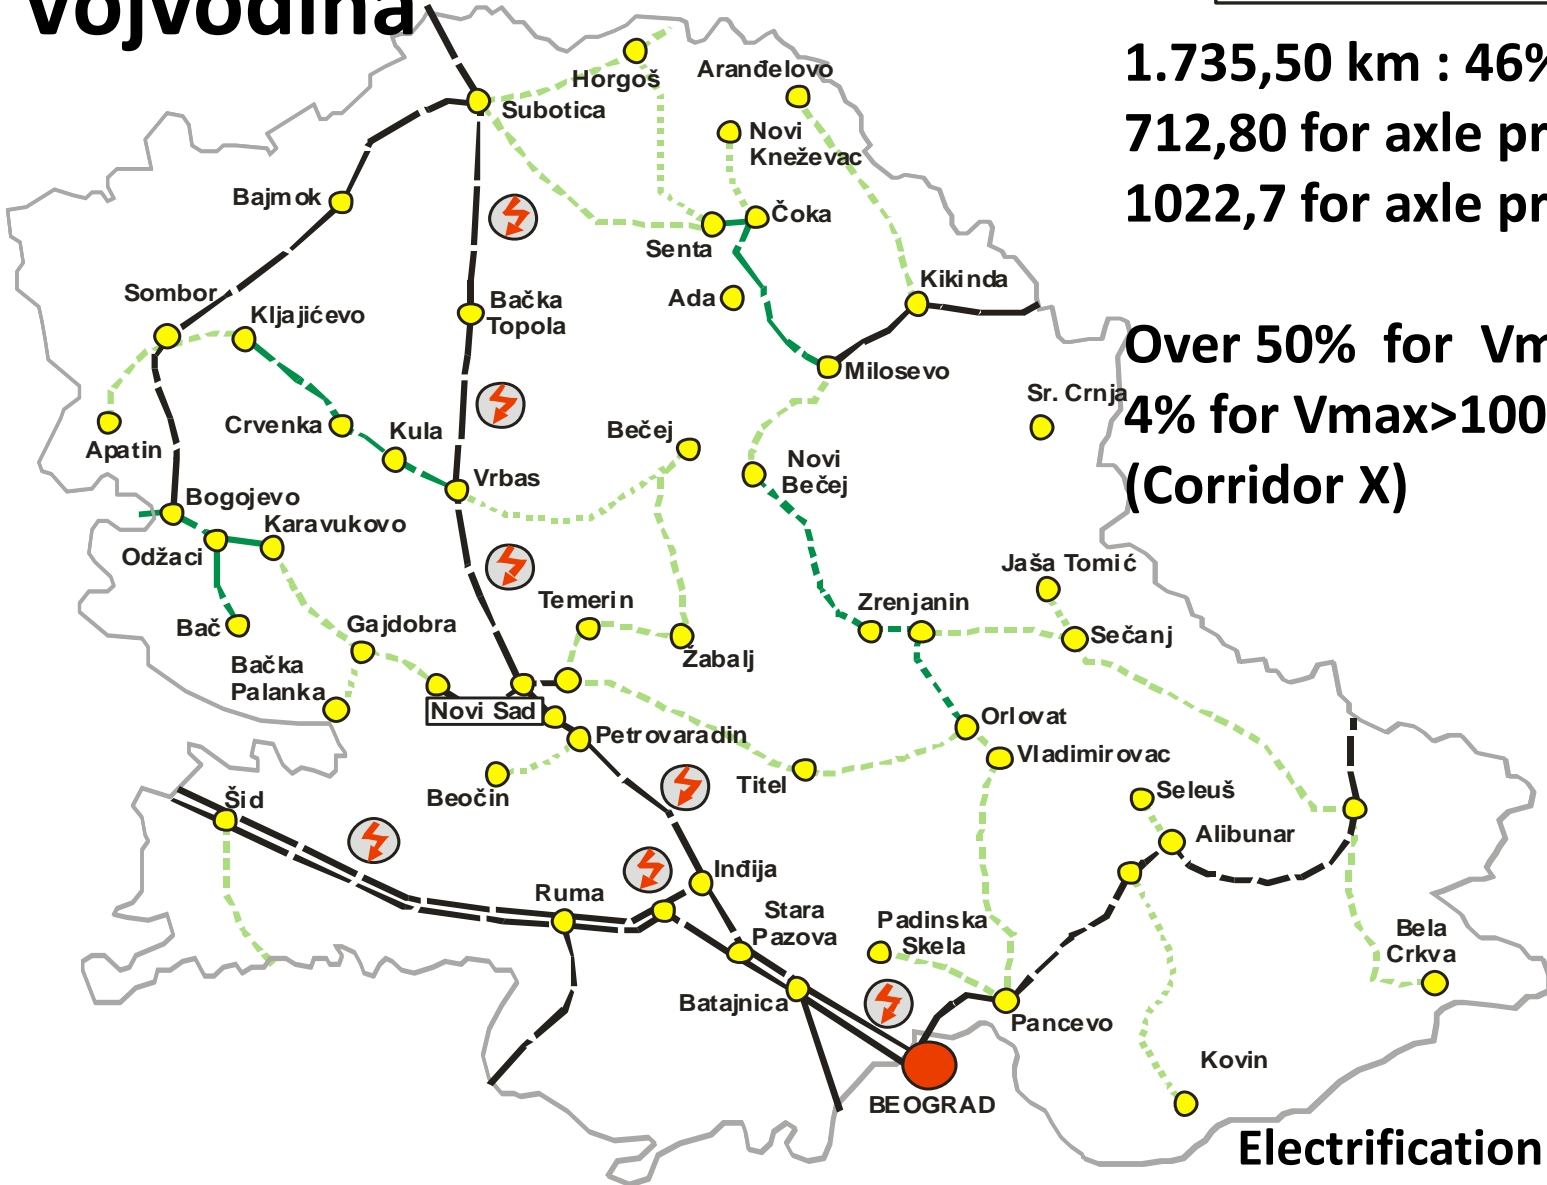 Vojvodina
1.735,50 km : 46%
712,80 for axle pr
1022,7 for axle pr
Over 50% for Vm
4% for Vmax>100
(Corridor X)
Horgoš
Aranđelovo
Subotica
Novi
Kneževac
Bajmok
Čoka
Senta
Kikinda
Ada
Sombor
Kljajićevo
Bačka
Topola
Milosevo
Sr. Crnja
Crvenka
Kula
Bečej
Apatin
Vrbas
Novi
Bečej
Bogojevo
Karavukovo
Odžaci
Jaša Tomić
Temerin
Zrenjanin
Bač
Gajdobra
Sečanj
Žabalj
Bačka
Palanka
Novi Sad
Orlovat
Petrovaradin
Vladimirovac
Titel
Beočin
Seleuš
Šid
Alibunar
Inđija
Ruma
Stara
Pazova
Padinska
Skela
Bela
Crkva
Batajnica
Pancevo
Kovin
BEOGRAD
Electrification